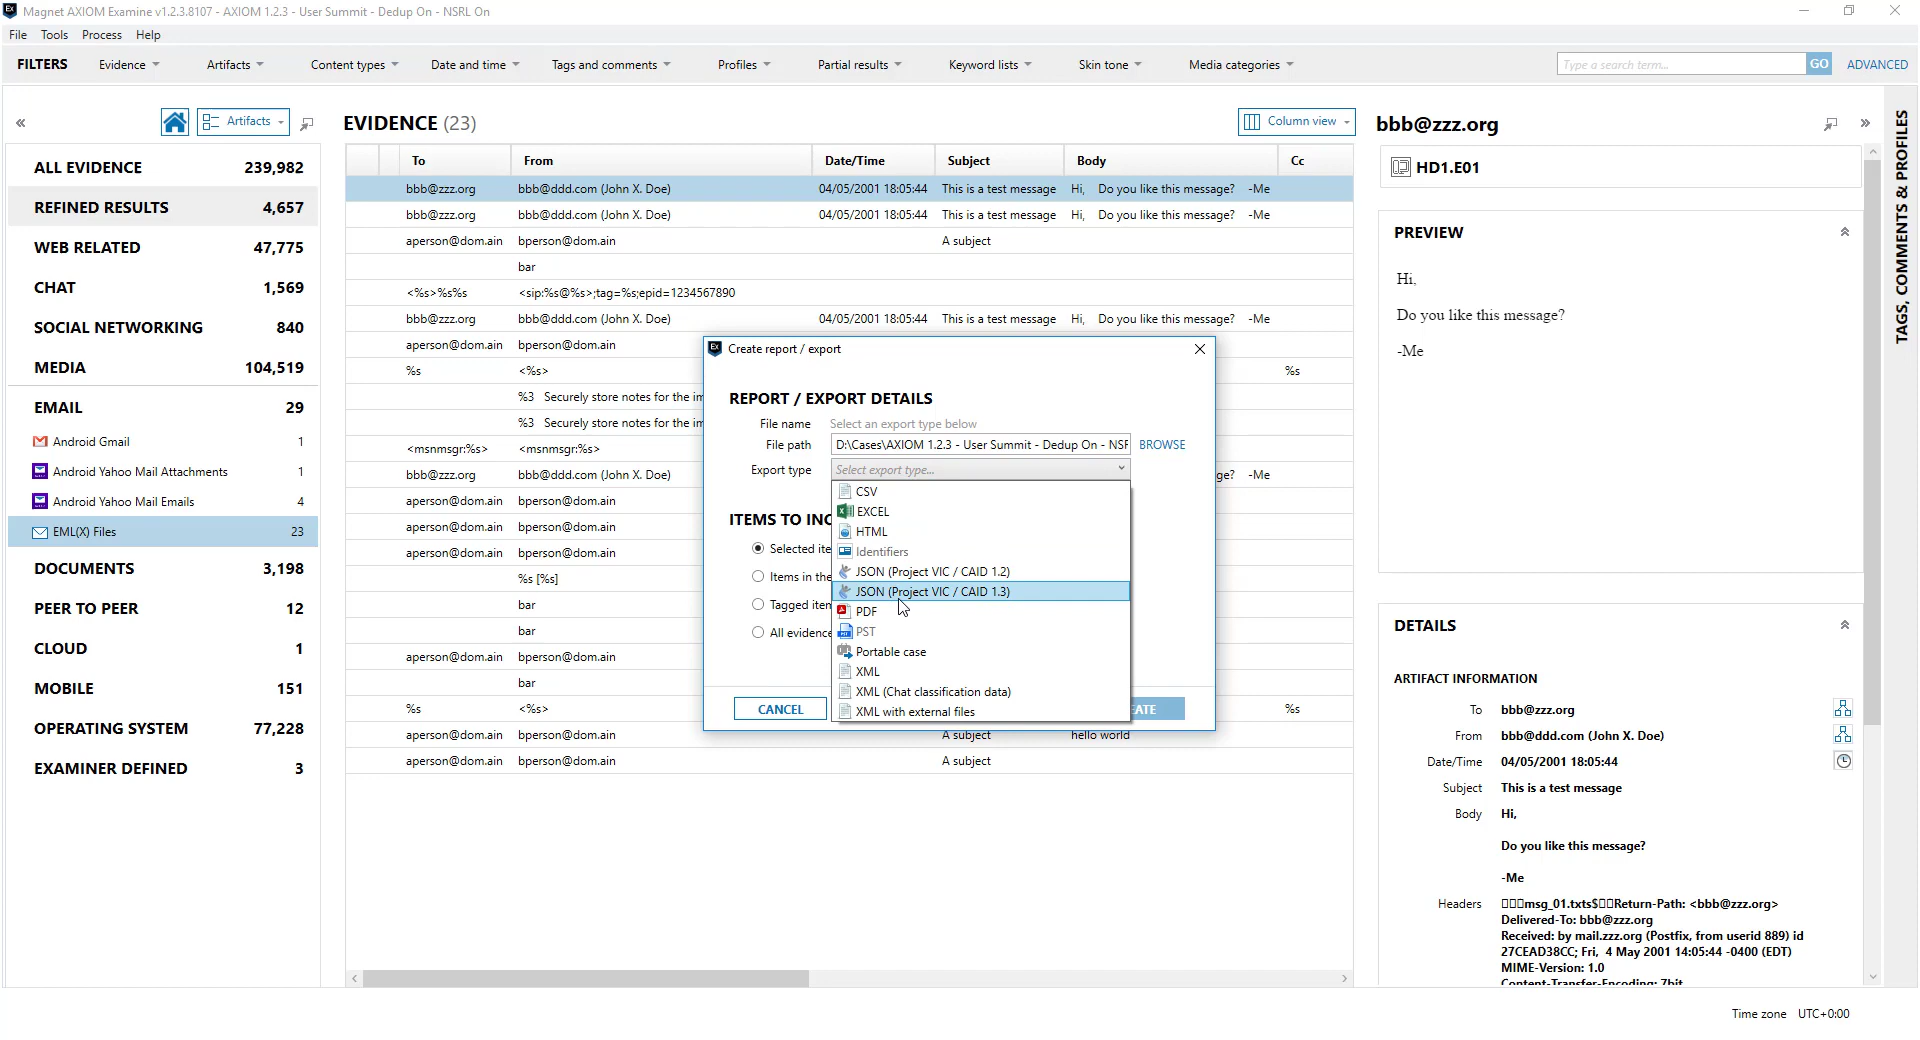 Magnet AXIOM Examine v1.2.3.8107 - AXIOM 1.2.3 - User Summit - Dedup On - NSRL On
File Tools Process Help
FILTERS Evidence Artifacts Content types Date and time Tags and comments Profiles Partial results Keyword lists Skin tone Media categories Type a search term... GO ADVANCED
Artifacts
EVIDENCE (23)
Column view
bbb@zzz.org
TAGS, COMMENTS & PROFILES
ALL EVIDENCE 239,982
REFINED RESULTS 4,657
WEB RELATED 47,775
CHAT 1,569
SOCIAL NETWORKING 840
MEDIA 104,519
EMAIL 29
Android Gmail 1
Android Yahoo Mail Attachments 1
Android Yahoo Mail Emails 4
EML(X) Files 23
DOCUMENTS 3,198
PEER TO PEER 12
CLOUD 1
MOBILE 151
OPERATING SYSTEM 77,228
EXAMINER DEFINED 3
To From Date/Time Subject Body Cc
bbb@zzz.org bbb@ddd.com (John X. Doe) 04/05/2001 18:05:44 This is a test message Hi, Do you like this message? -Me
bbb@zzz.org bbb@ddd.com (John X. Doe) 04/05/2001 18:05:44 This is a test message Hi, Do you like this message? -Me
aperson@dom.ain bperson@dom.ain A subject
bar
<%s>%s%s <sip:%s@%s>;tag=%s;epid=1234567890
bbb@zzz.org bbb@ddd.com (John X. Doe) 04/05/2001 18:05:44 This is a test message Hi, Do you like this message? -Me
aperson@dom.ain bperson@dom.ain
%s <%s> %s
%3 Securely store notes for the im
%3 Securely store notes for the im
<msnmsgr:%s> <msnmsgr:%s>
bbb@zzz.org bbb@ddd.com (John X. Doe) ge? -Me
aperson@dom.ain bperson@dom.ain
aperson@dom.ain bperson@dom.ain
aperson@dom.ain bperson@dom.ain
%s [%s]
bar
bar
aperson@dom.ain bperson@dom.ain
bar
%s <%s> %s
aperson@dom.ain bperson@dom.ain A subject hello world
aperson@dom.ain bperson@dom.ain A subject
Create report / export
REPORT / EXPORT DETAILS
File name Select an export type below
File path D:\Cases\AXIOM 1.2.3 - User Summit - Dedup On - NSR BROWSE
Export type Select export type...
CSV
EXCEL
HTML
Identifiers
JSON (Project VIC / CAID 1.2)
JSON (Project VIC / CAID 1.3)
PDF
PST
Portable case
XML
XML (Chat classification data)
XML with external files
ITEMS TO INC
Selected ite
Items in the
Tagged iten
All evidence
CANCEL EATE
HD1.E01
PREVIEW
Hi,
Do you like this message?
-Me
DETAILS
ARTIFACT INFORMATION
To bbb@zzz.org
From bbb@ddd.com (John X. Doe)
Date/Time 04/05/2001 18:05:44
Subject This is a test message
Body Hi,
Do you like this message?
-Me
Headers □□□msg_01.txts$□□Return-Path: <bbb@zzz.org>
Delivered-To: bbb@zzz.org
Received: by mail.zzz.org (Postfix, from userid 889) id
27CEAD38CC; Fri, 4 May 2001 14:05:44 -0400 (EDT)
MIME-Version: 1.0
Content-Transfer-Encoding: 7bit
Time zone UTC+0:00